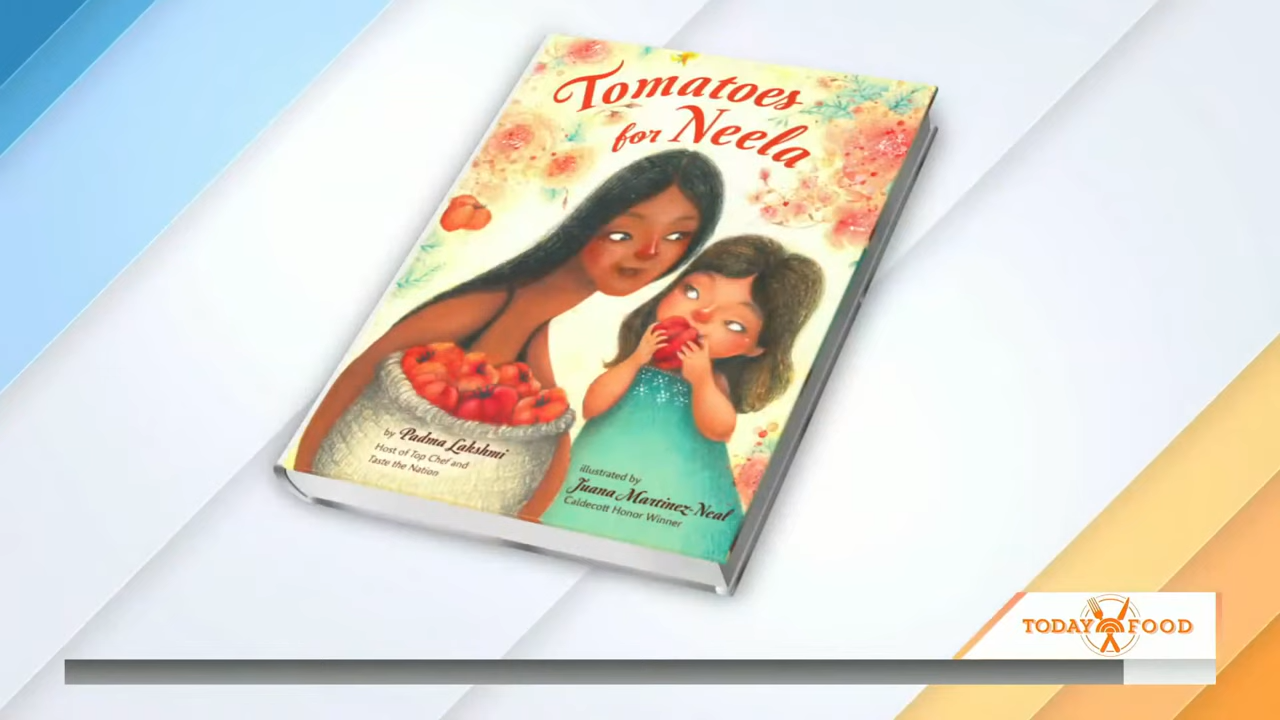 Tomatoes
for Neela
by Padma Lakshmi
Host of Top Chef and
Taste the Nation
illustrated by
Juana Martinez-Neal
Caldecott Honor Winner
TODAY FOOD